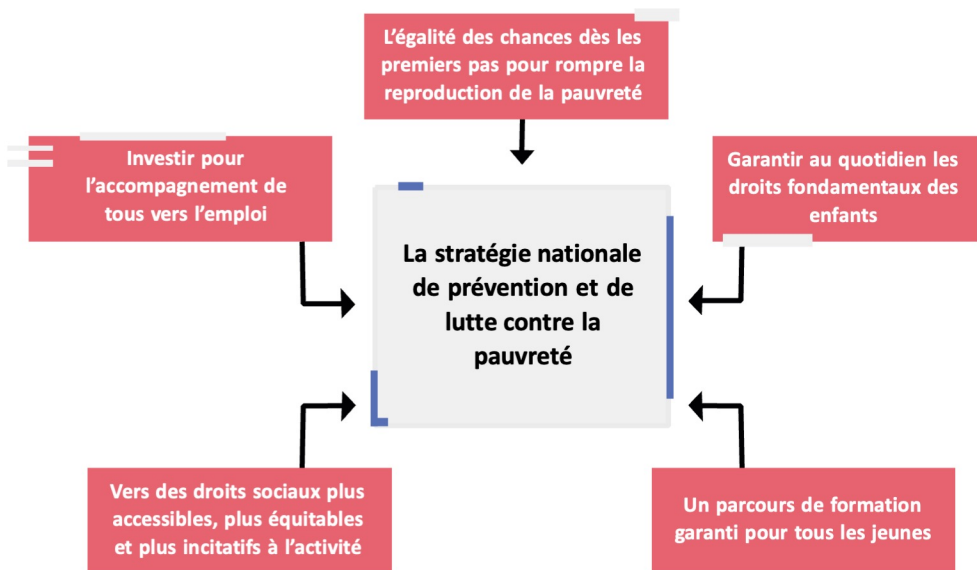 L'égalité des chances dès les
premiers pas pour rompre la
reproduction de la pauvreté
Investir pour
l'accompagnement de
tous vers l'emploi
Garantir au quotidien les
droits fondamentaux des
enfants
La stratégie nationale
de prévention et de
lutte contre la
pauvreté
Vers des droits sociaux plus
accessibles, plus équitables
et plus incitatifs à l'activité
Un parcours de formation
garanti pour tous les jeunes